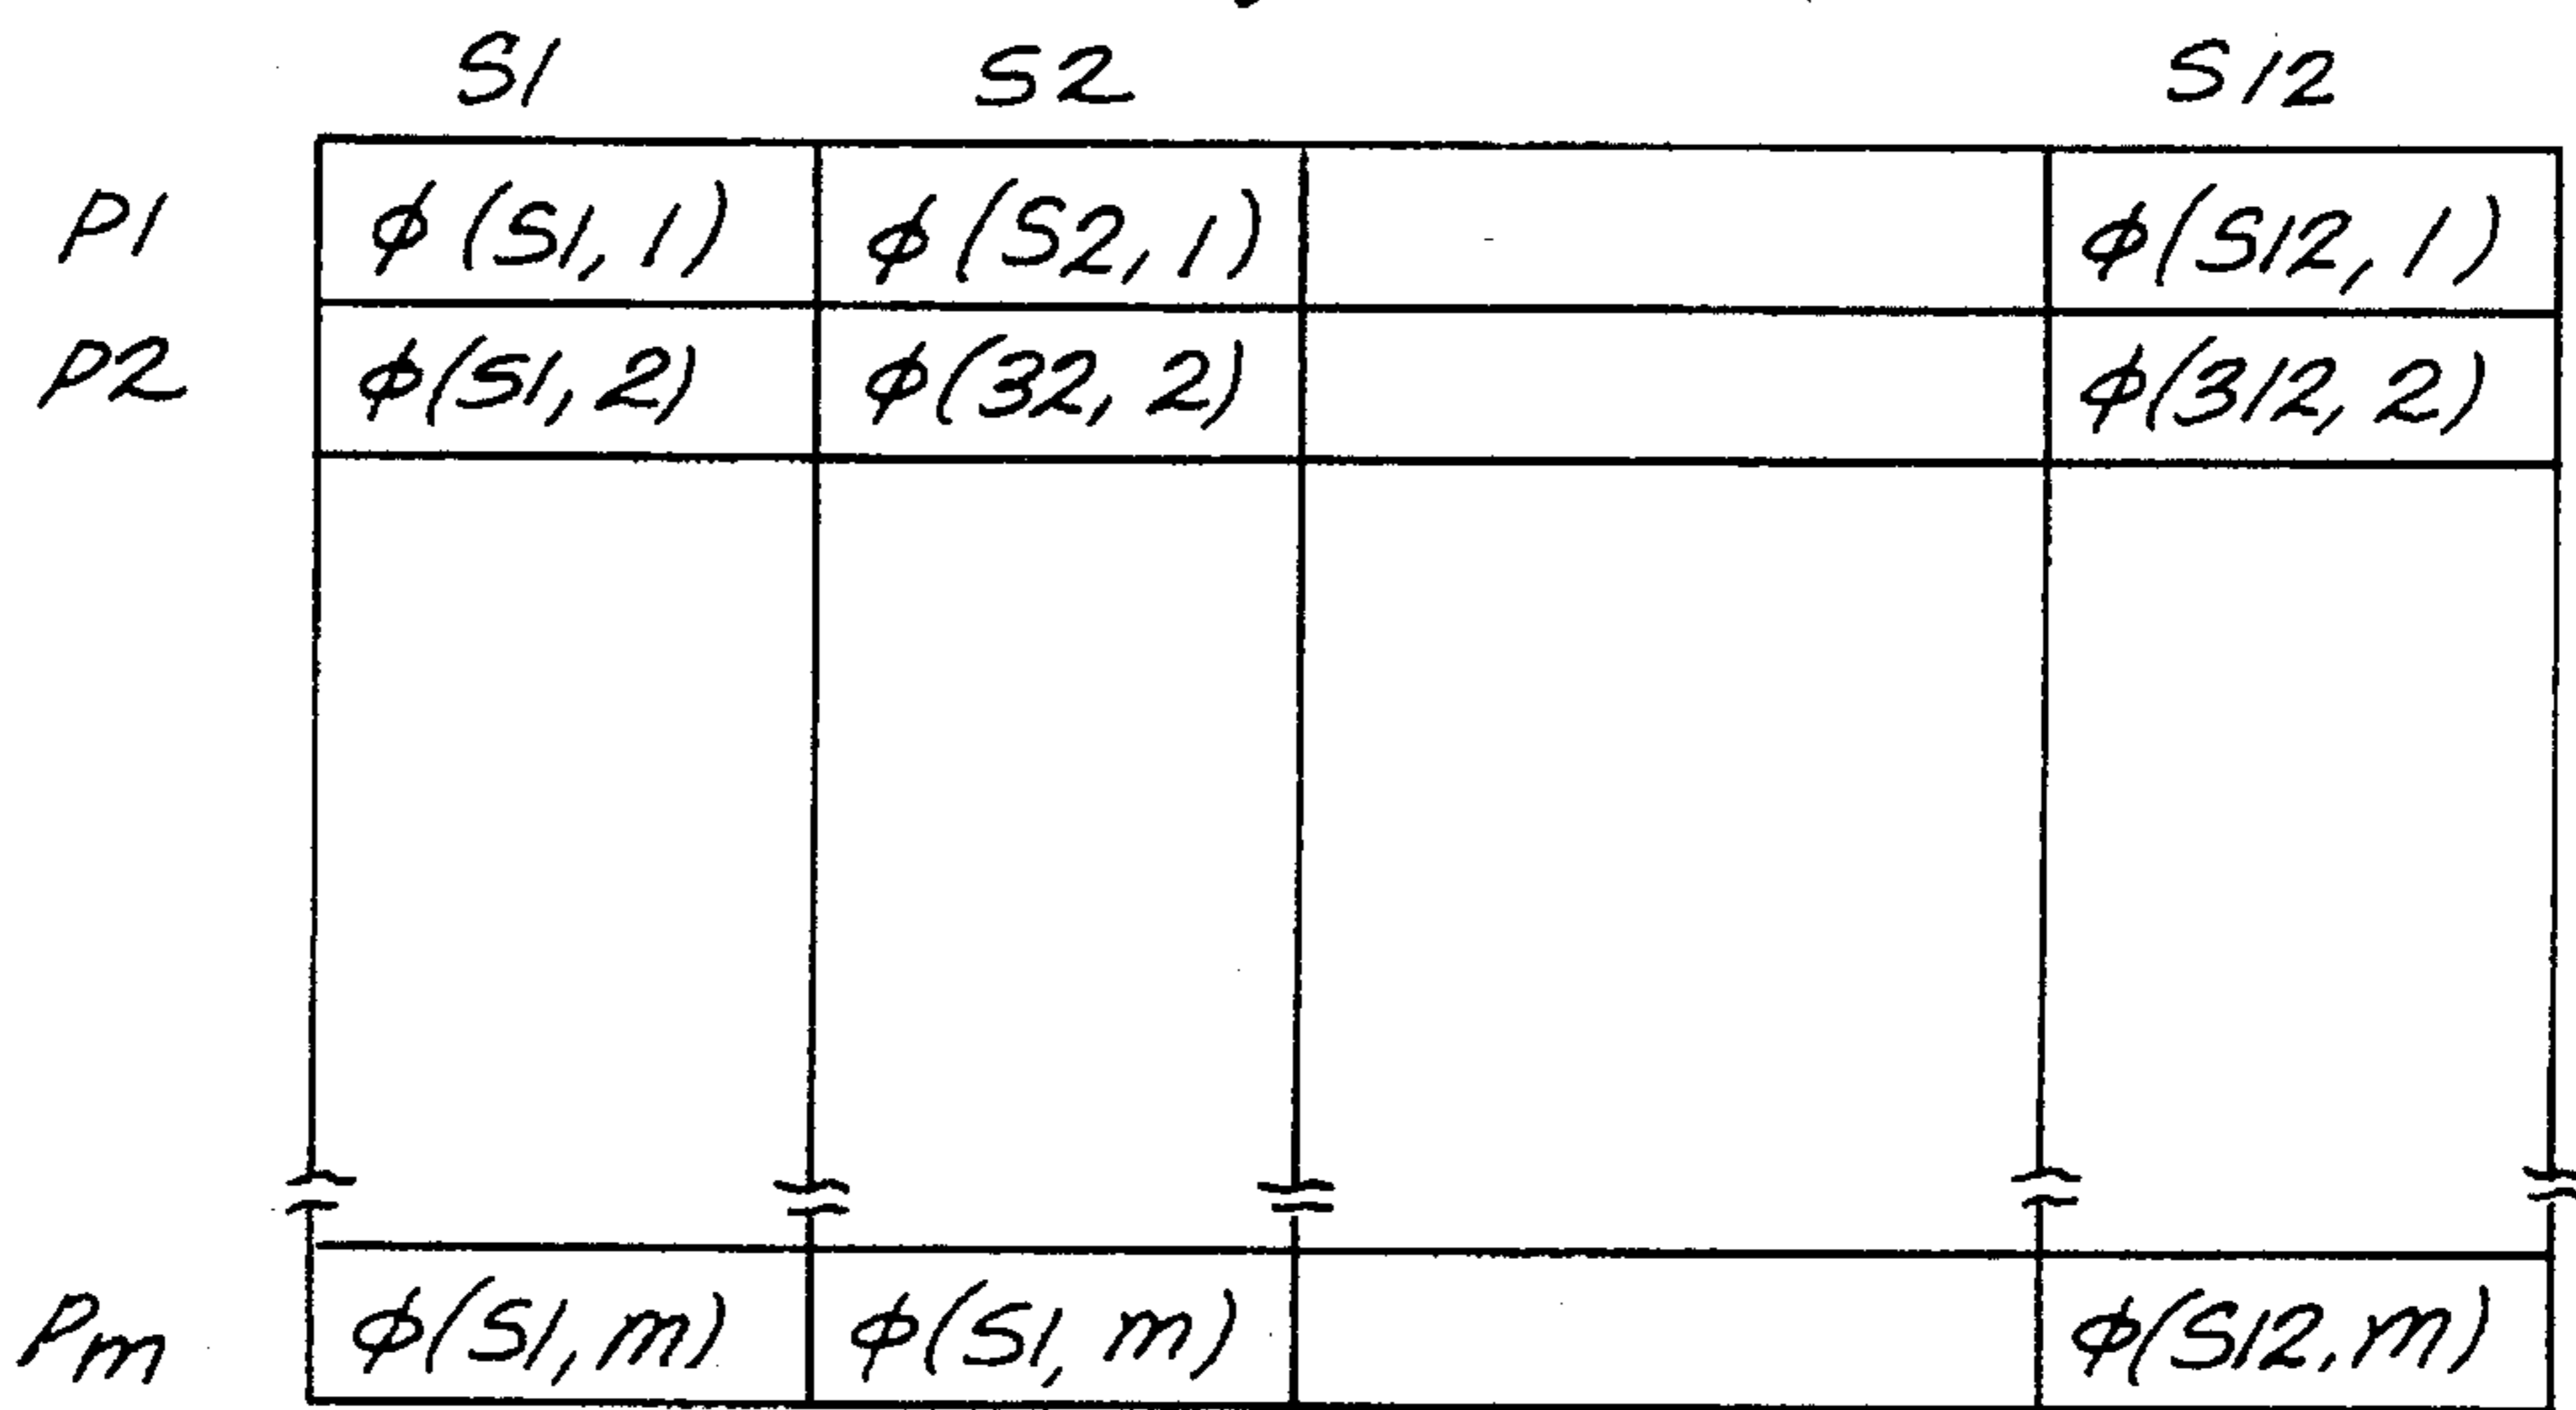 S1 S2 S12
P1 φ(S1, 1) φ(S2, 1) φ(S12, 1)
P2 φ(S1, 2) φ(32, 2) φ(312, 2)
Pm φ(S1, m) φ(S1, m) φ(S12, m)